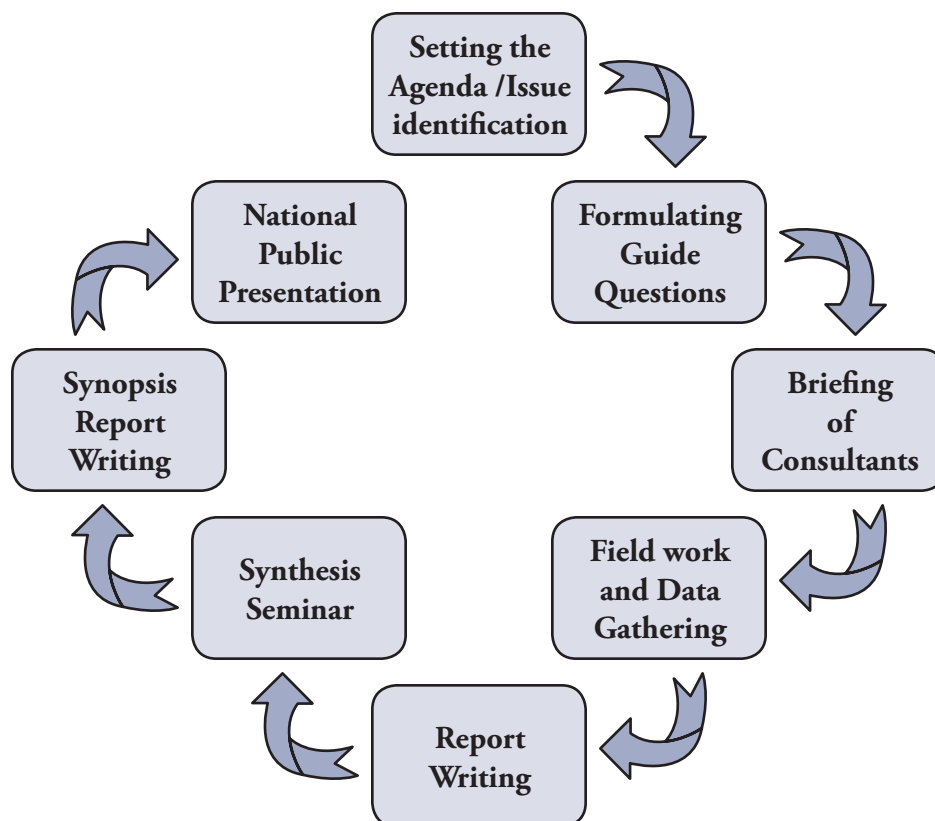 Setting the
Agenda /Issue
identification
Formulating
Guide
Questions
Briefing
of
Consultants
Field work
and Data
Gathering
Report
Writing
Synthesis
Seminar
Synopsis
Report
Writing
National
Public
Presentation